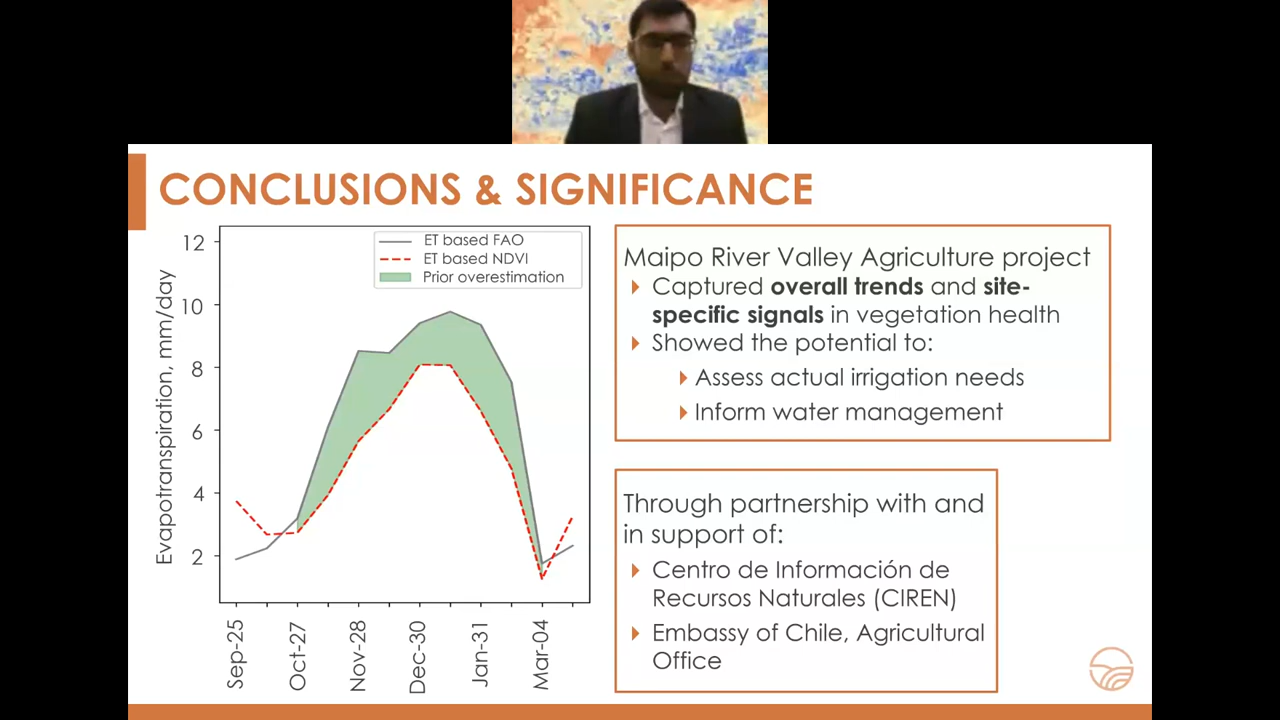 CONCLUSIONS & SIGNIFICANCE
12
10
8
6
4
2
Evapotranspiration, mm/day
ET based FAO
ET based NDVI
Prior overestimation
Sep-25
Oct-27
Nov-28
Dec-30
Jan-31
Mar-04
Maipo River Valley Agriculture project
Captured overall trends and site-
specific signals in vegetation health
Showed the potential to:
Assess actual irrigation needs
Inform water management
Through partnership with and
in support of:
Centro de Información de
Recursos Naturales (CIREN)
Embassy of Chile, Agricultural
Office